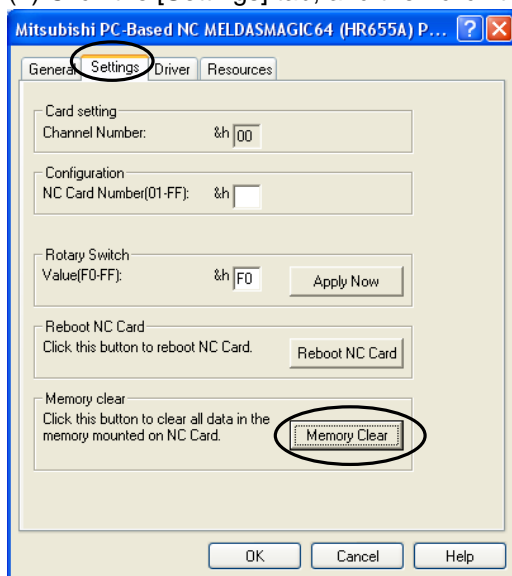 Mitsubishi PC-Based NC MELDASMAGIC64 (HR655A) P...
General Settings Driver Resources
Card setting
Channel Number: &h 00
Configuration
NC Card Number(01-FF): &h
Rotary Switch
Value(F0-FF): &h F0 Apply Now
Reboot NC Card
Click this button to reboot NC Card. Reboot NC Card
Memory clear
Click this button to clear all data in the
memory mounted on NC Card. Memory Clear
OK Cancel Help